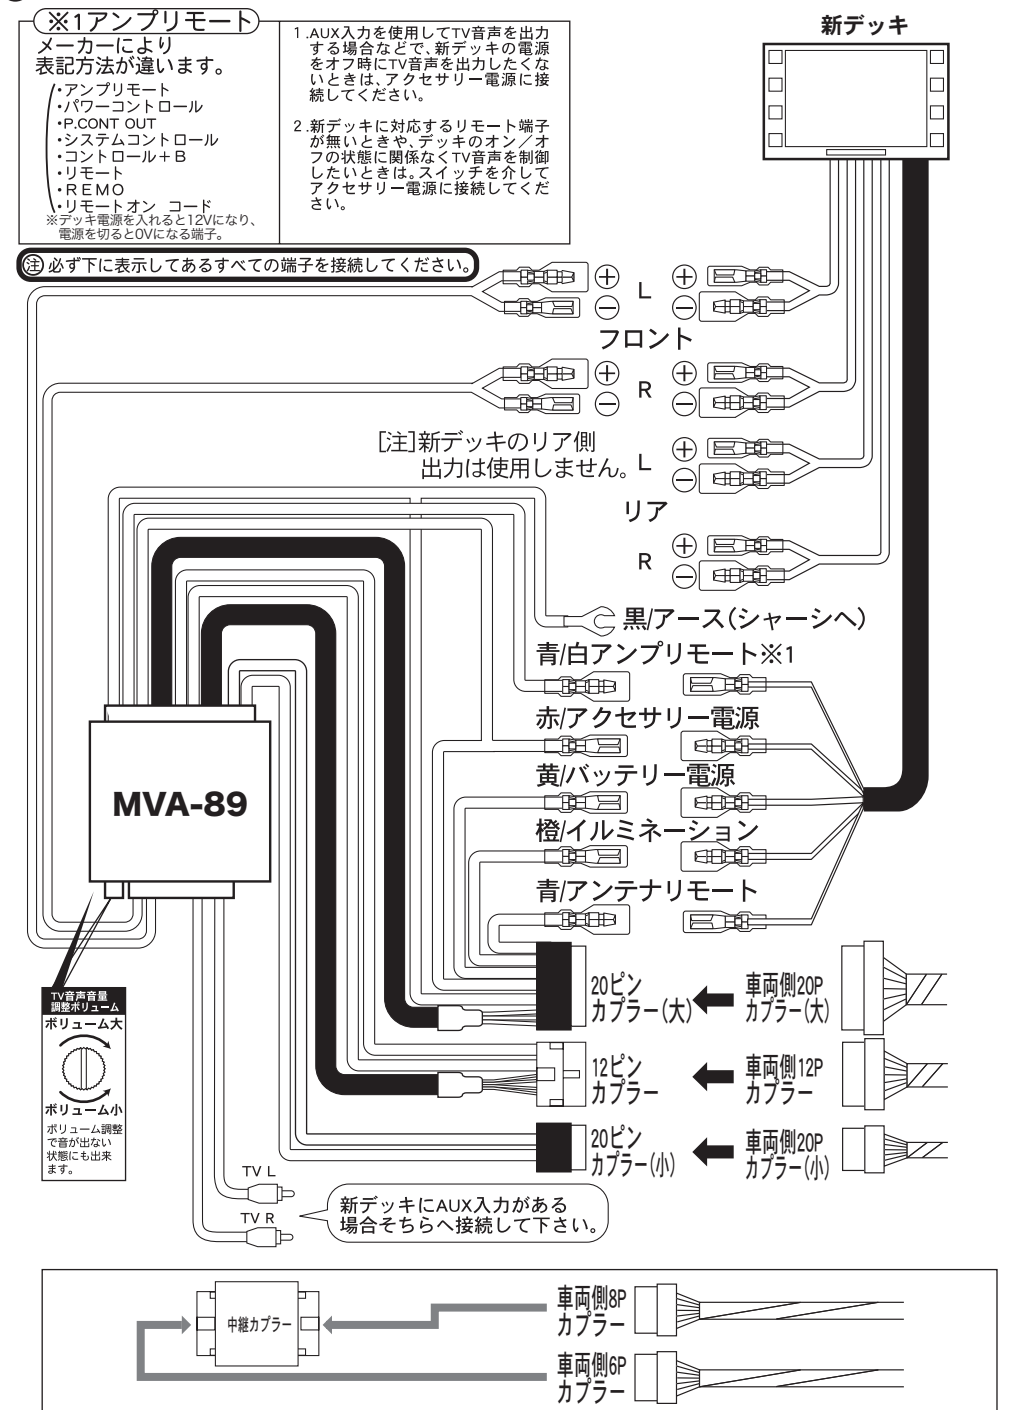 ※1アンプリモート
メーカーにより
表記方法が違います。
・アンプリモート
・パワーコントロール
・P.CONT OUT
・システムコントロール
・コントロール＋B
・リモート
・REMO
・リモートオン コード
※デッキ電源を入れると12Vになり、
電源を切ると0Vになる端子。
1.AUX入力を使用してTV音声を出力
する場合などで、新デッキの電源
をオフ時にTV音声を出力したくな
いときは、アクセサリー電源に接
続してください。
2.新デッキに対応するリモート端子
が無いときや、デッキのオン／オ
フの状態に関係なくTV音声を制御
したいときは。スイッチを介して
アクセサリー電源に接続してくだ
さい。
新デッキ
注 必ず下に表示してあるすべての端子を接続してください。
＋ L ＋
－ －
フロント
＋ R ＋
－ －
[注]新デッキのリア側
出力は使用しません。
L ＋
－
リア
R ＋
－
黒/アース(シャーシへ)
青/白アンプリモート※1
赤/アクセサリー電源
黄/バッテリー電源
橙/イルミネーション
青/アンテナリモート
MVA-89
20ピン
カプラー(大)
車両側20P
カプラー(大)
12ピン
カプラー
車両側12P
カプラー
20ピン
カプラー(小)
車両側20P
カプラー(小)
TV音声音量
調整ボリューム
ボリューム大
ボリューム小
ボリューム調整
で音が出ない
状態にも出来
ます。
TV L
TV R
新デッキにAUX入力がある
場合そちらへ接続して下さい。
中継カプラー
車両側8P
カプラー
車両側6P
カプラー